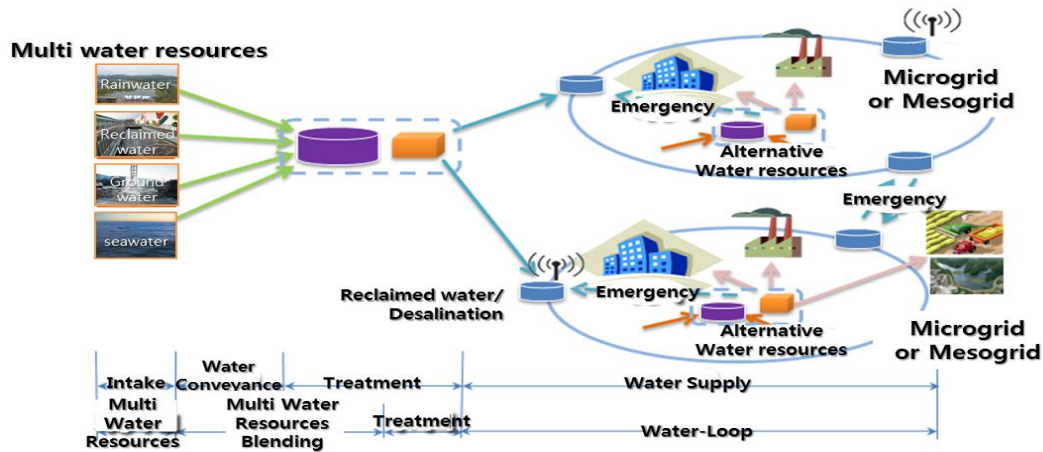 Multi water resources
Rainwater
Reclaimed
water
Ground
water
seawater
Emergency
Alternative
Water resources
Microgrid
or Mesogrid
Emergency
Reclaimed water/
Desalination
Emergency
Alternative
Water resources
Microgrid
or Mesogrid
Intake
Water
Conveyance
Treatment
Water Supply
Multi
Water
Resources
Multi Water
Resources
Blending
Treatment
Water-Loop